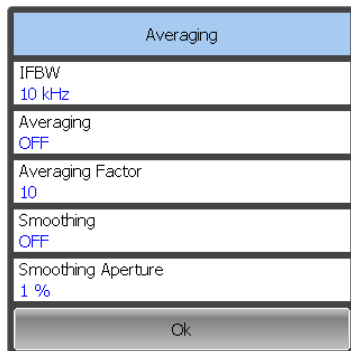 Averaging
IFBW
10 kHz
Averaging
OFF
Averaging Factor
10
Smoothing
OFF
Smoothing Aperture
1 %
Ok